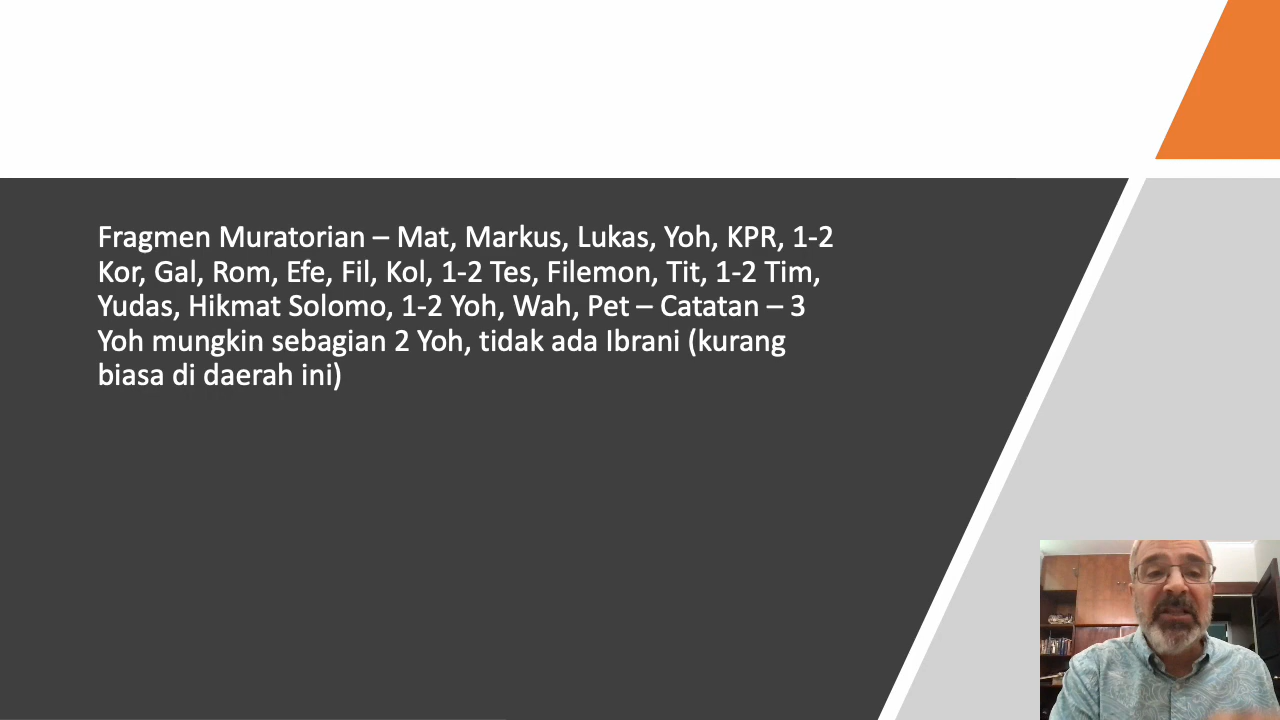 Fragmen Muratorian – Mat, Markus, Lukas, Yoh, KPR, 1-2
Kor, Gal, Rom, Efe, Fil, Kol, 1-2 Tes, Filemon, Tit, 1-2 Tim,
Yudas, Hikmat Solomo, 1-2 Yoh, Wah, Pet – Catatan – 3
Yoh mungkin sebagian 2 Yoh, tidak ada Ibrani (kurang
biasa di daerah ini)